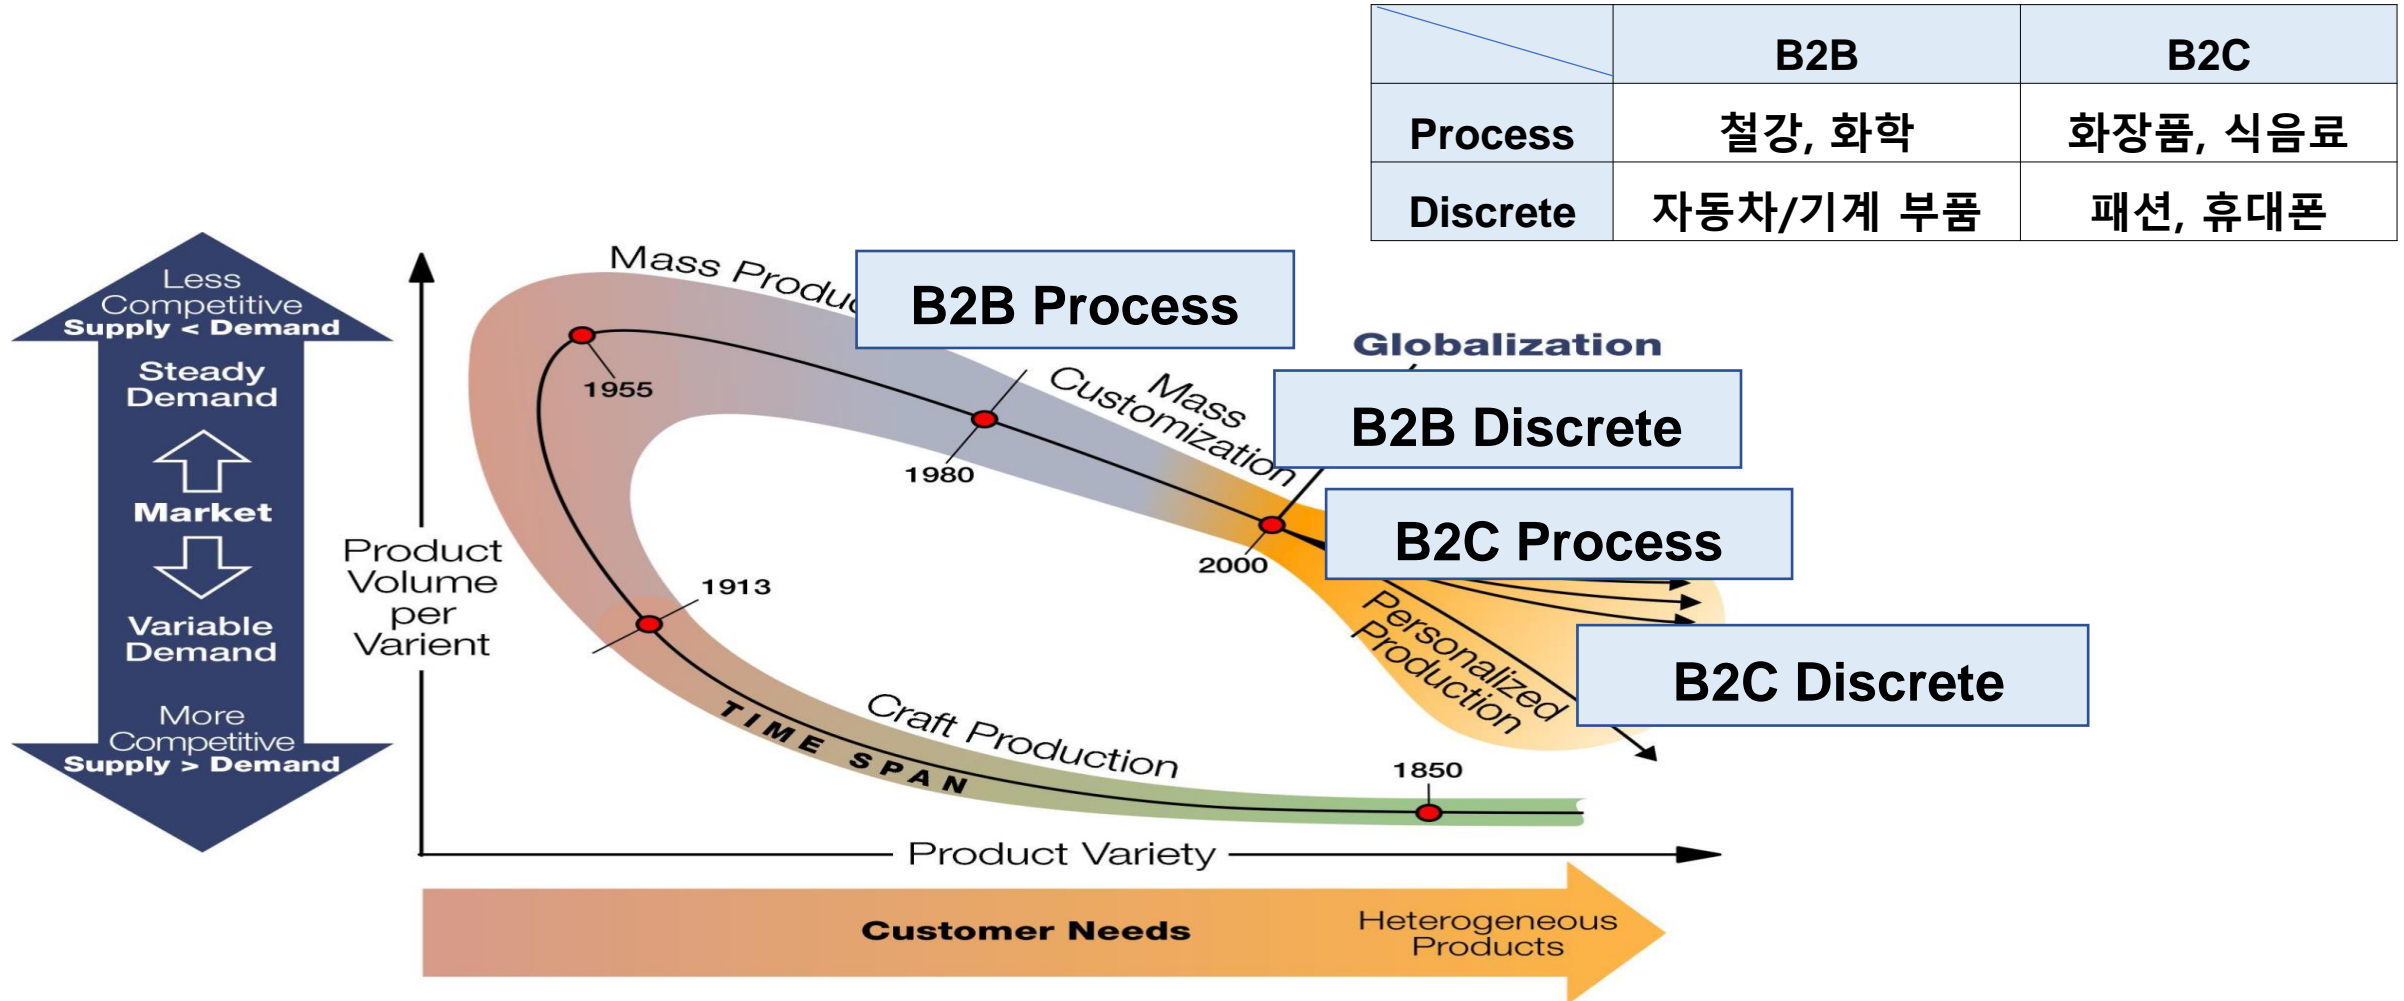 B2B B2C
Process 철강, 화학 화장품, 식음료
Discrete 자동차/기계 부품 패션, 휴대폰
Less
Competitive
Supply < Demand
Steady
Demand
Market
Variable
Demand
More
Competitive
Supply > Demand
Product
Volume
per
Varient
Mass
B2B Process
Globalization
Mass
Customization
B2B Discrete
B2C Process
B2C Discrete
Personalized
Production
1955
1980
2000
1913
Craft Production
TIME SPAN
1850
Product Variety
Customer Needs
Heterogeneous
Products